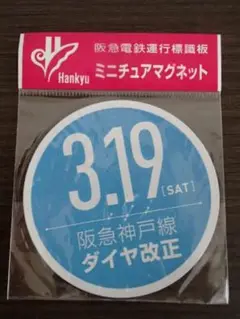 阪急電鉄運行標識板
Hankyu
ミニチュアマグネット
3.19 [SAT]
阪急神戸線
ダイヤ改正